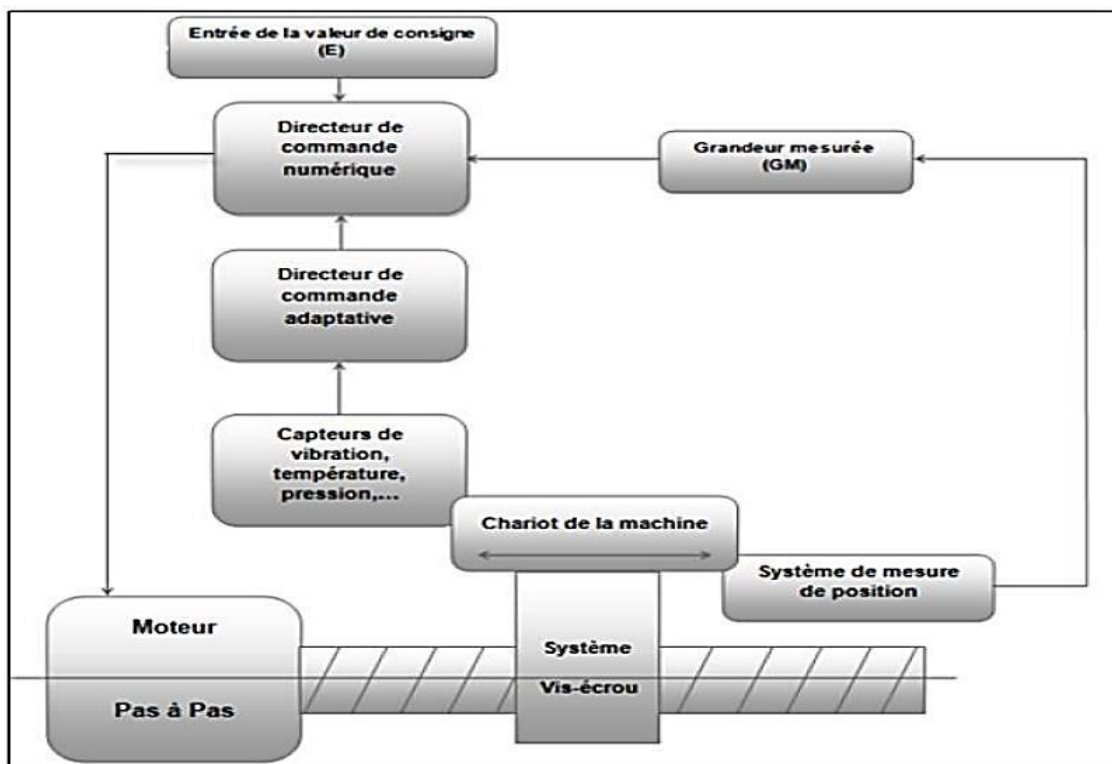 Entrée de la valeur de consigne
(E)
Directeur de
commande
numérique
Grandeur mesurée
(GM)
Directeur de
commande
adaptative
Capteurs de
vibration,
température,
pression,...
Chariot de la machine
Système de mesure
de position
Moteur
Pas à Pas
Système
Vis-écrou